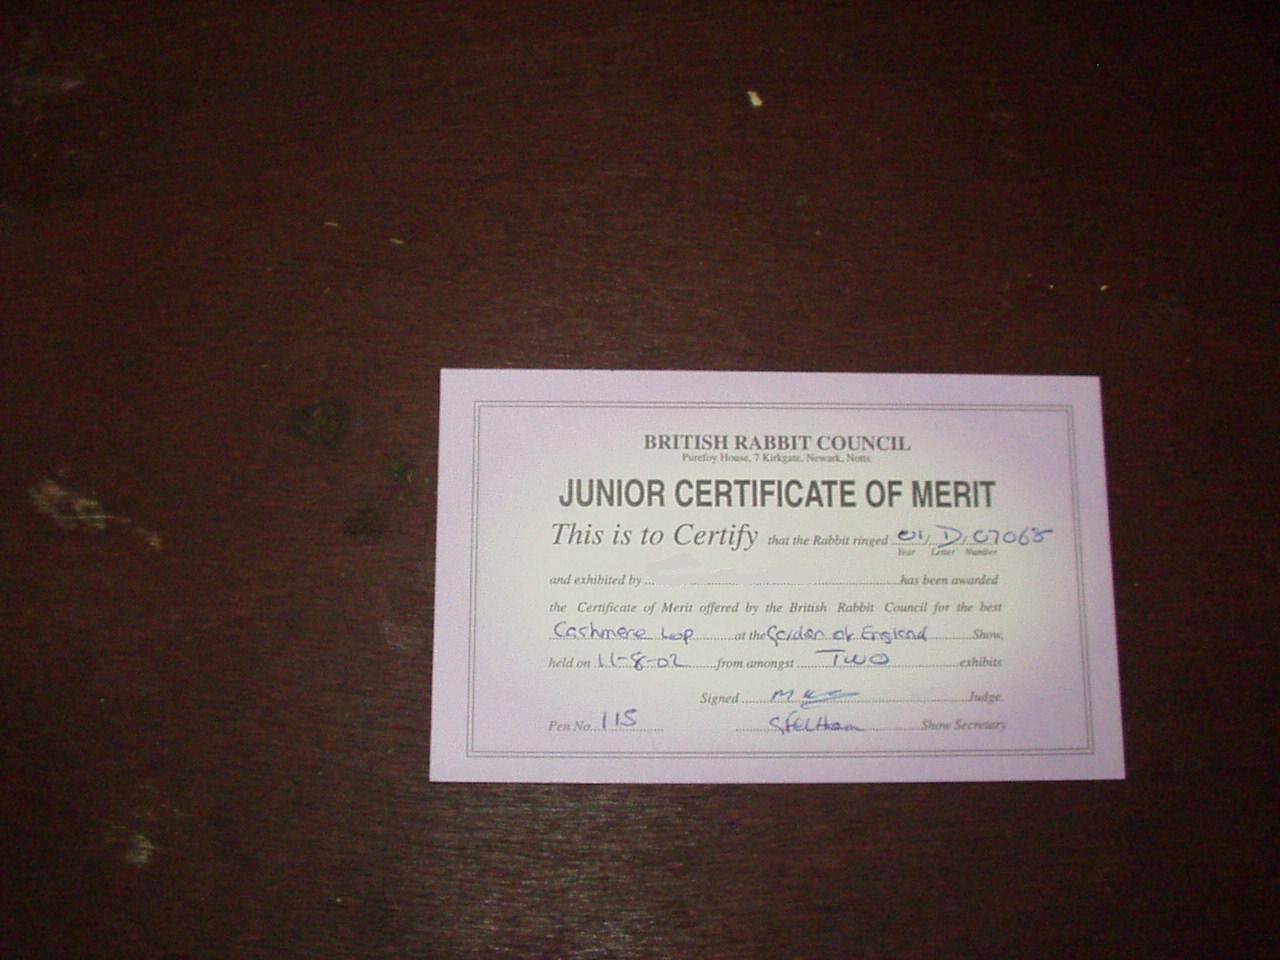 BRITISH RABBIT COUNCIL
Purefoy House, 7 Kirkgate, Newark, Notts.
JUNIOR CERTIFICATE OF MERIT
This is to Certify that the Rabbit ringed 01/ D/ 07068
Year Letter Number
and exhibited by has been awarded
the Certificate of Merit offered by the British Rabbit Council for the best
Cashmere Lop at the Garden of England Show,
held on 11-8-02 from amongst TWO exhibits
Signed Judge
Pen No. 115 Show Secretary